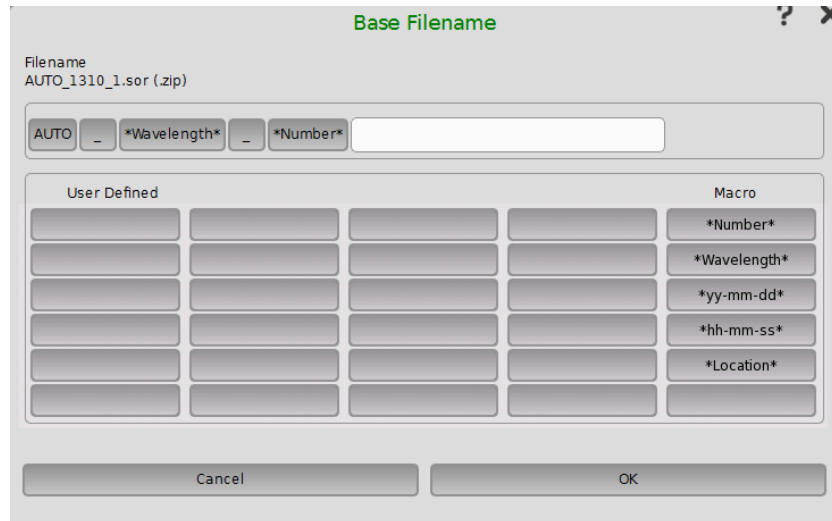 Base Filename
?
Filename
AUTO_1310_1.sor (.zip)
AUTO _ *Wavelength* _ *Number*
User Defined Macro
*Number*
*Wavelength*
*yy-mm-dd*
*hh-mm-ss*
*Location*
Cancel OK